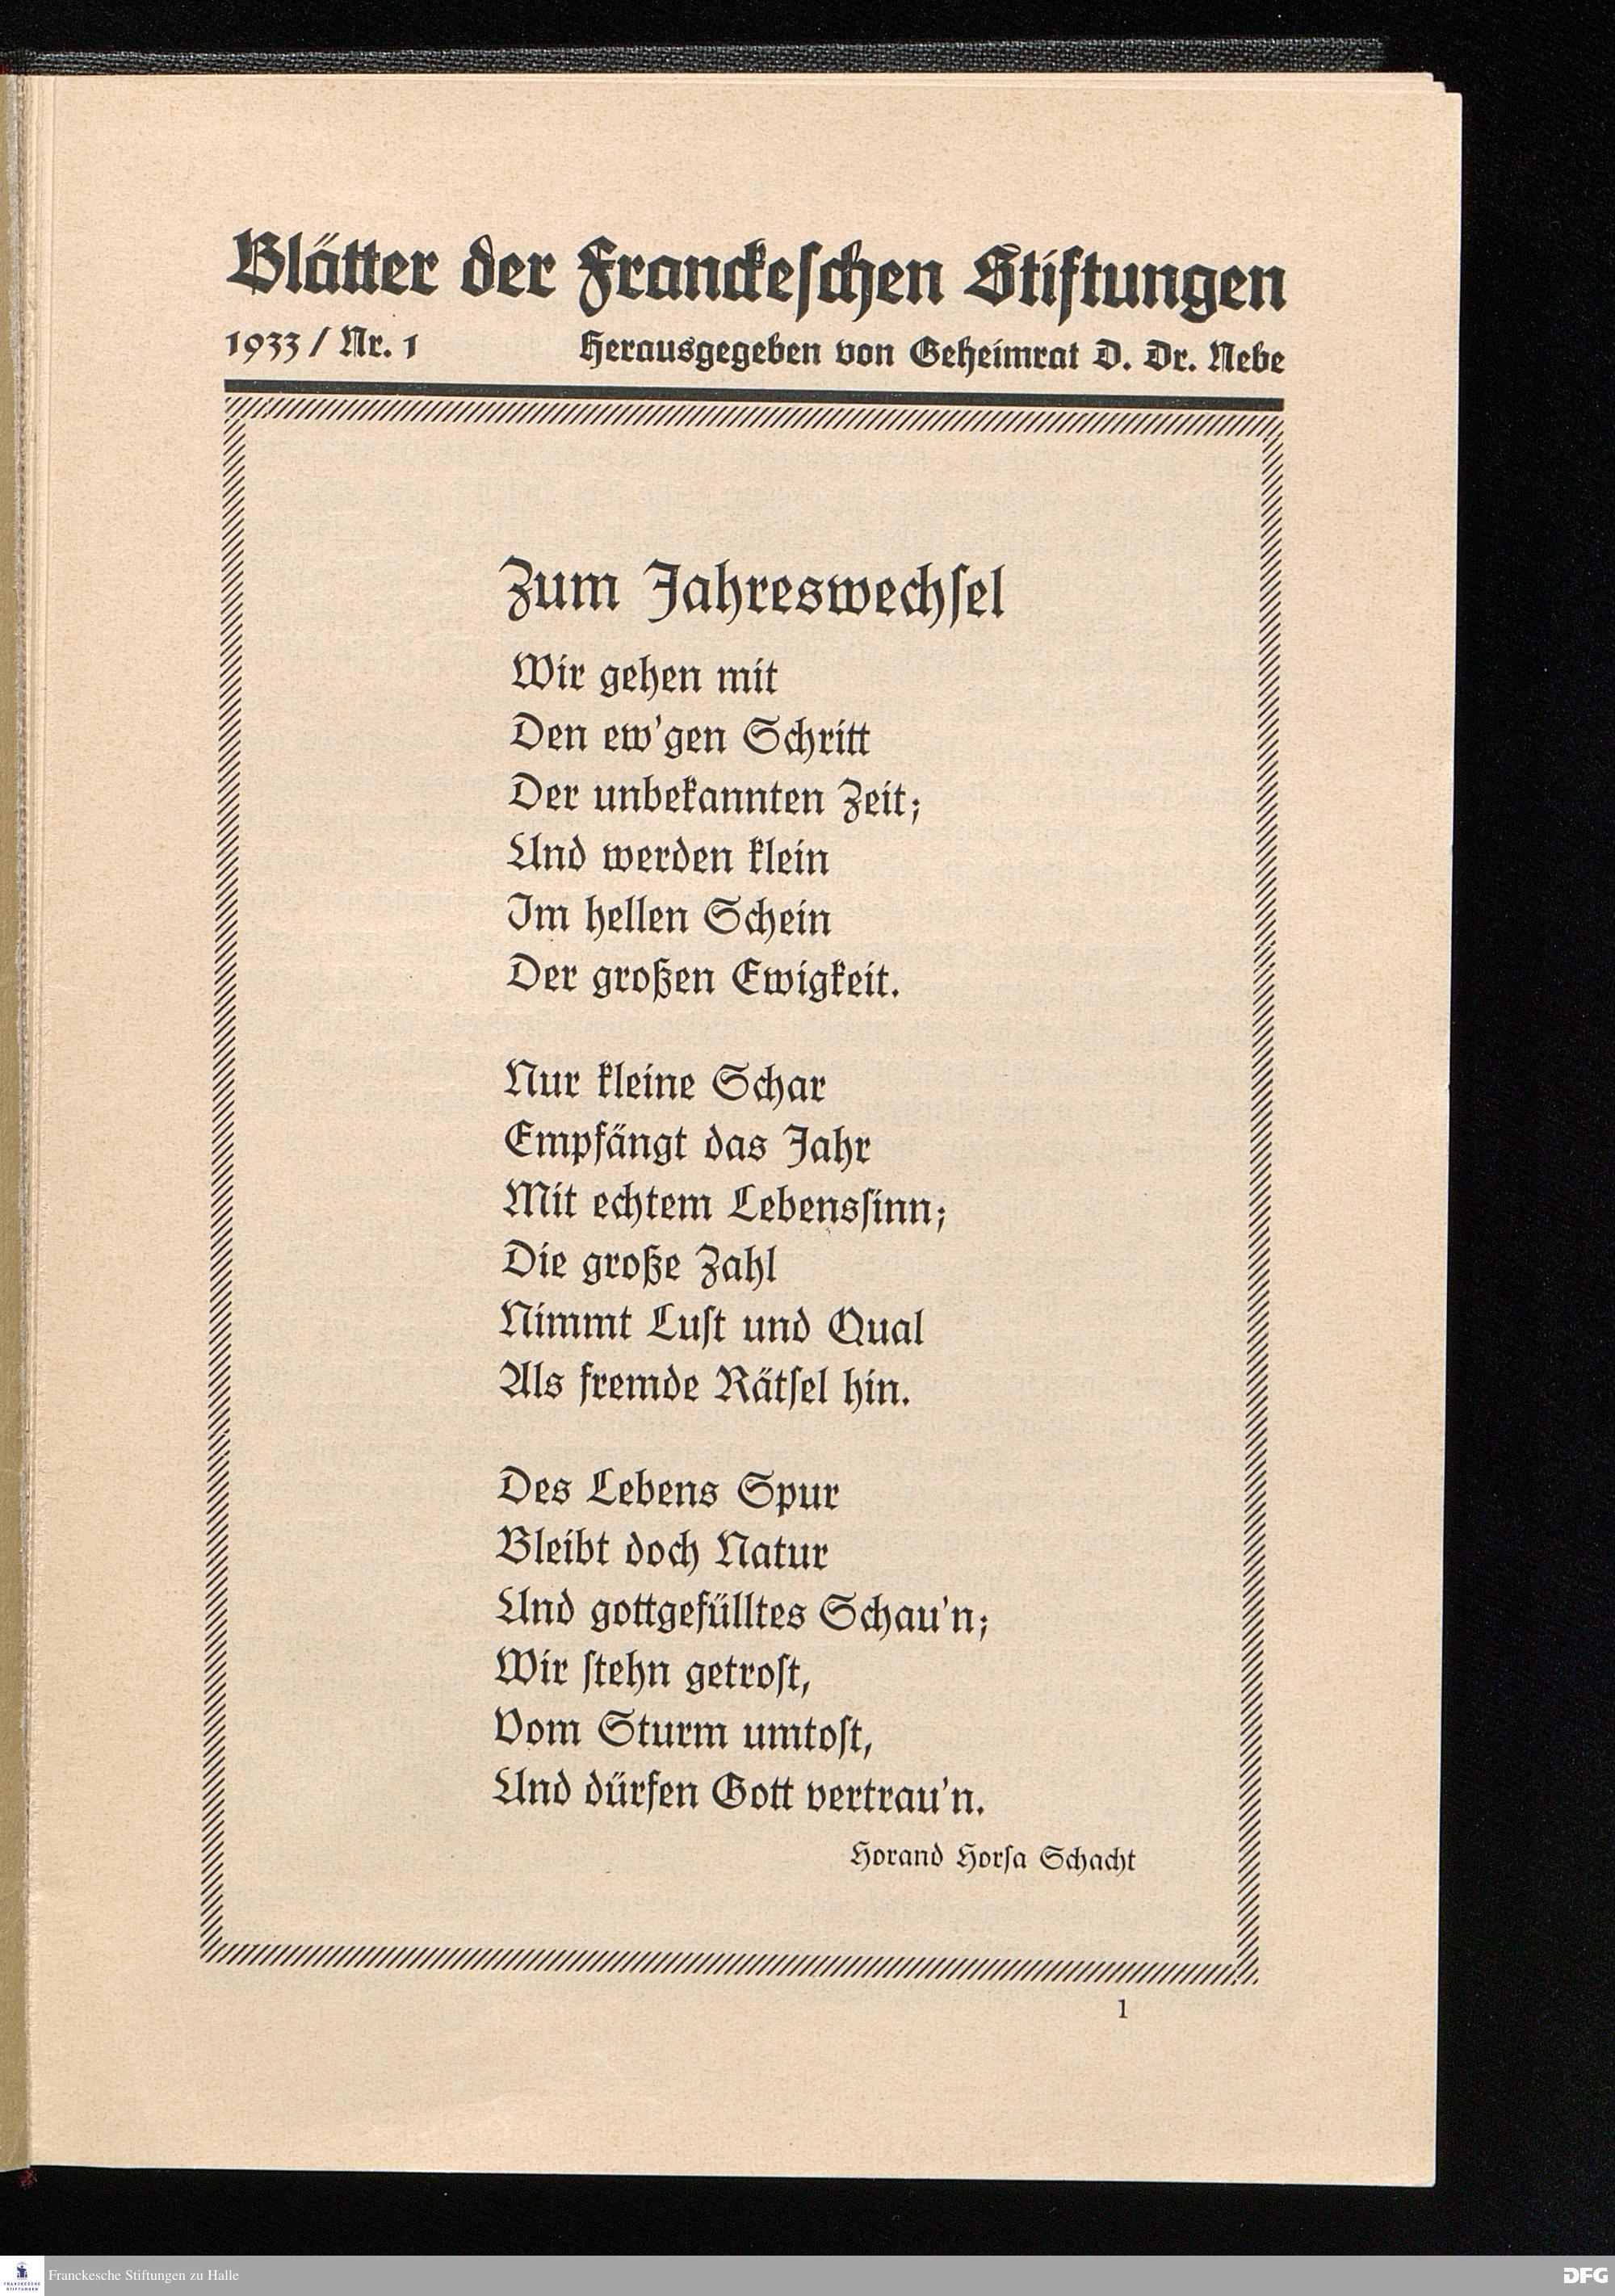 Blätter der Franckeſchen Stiftungen
1933 / Nr. 1 Herausgegeben von Geheimrat D. Dr. Nebe
Zum Jahreswechſel
Wir gehen mit
Den ew'gen Schritt
Der unbekannten Zeit;
Und werden klein
Im hellen Schein
Der großen Ewigkeit.
Nur kleine Schar
Empfängt das Jahr
Mit echtem Lebensſinn;
Die große Zahl
Nimmt Luſt und Qual
Als fremde Rätſel hin.
Des Lebens Spur
Bleibt doch Natur
Und gottgefülltes Schau'n;
Wir ſtehn getroſt,
Vom Sturm umtoſt,
Und dürfen Gott vertrau'n.
Horand Horſa Schacht
1
FRANCKESCHE
STIFTUNGEN
Franckesche Stiftungen zu Halle
DFG